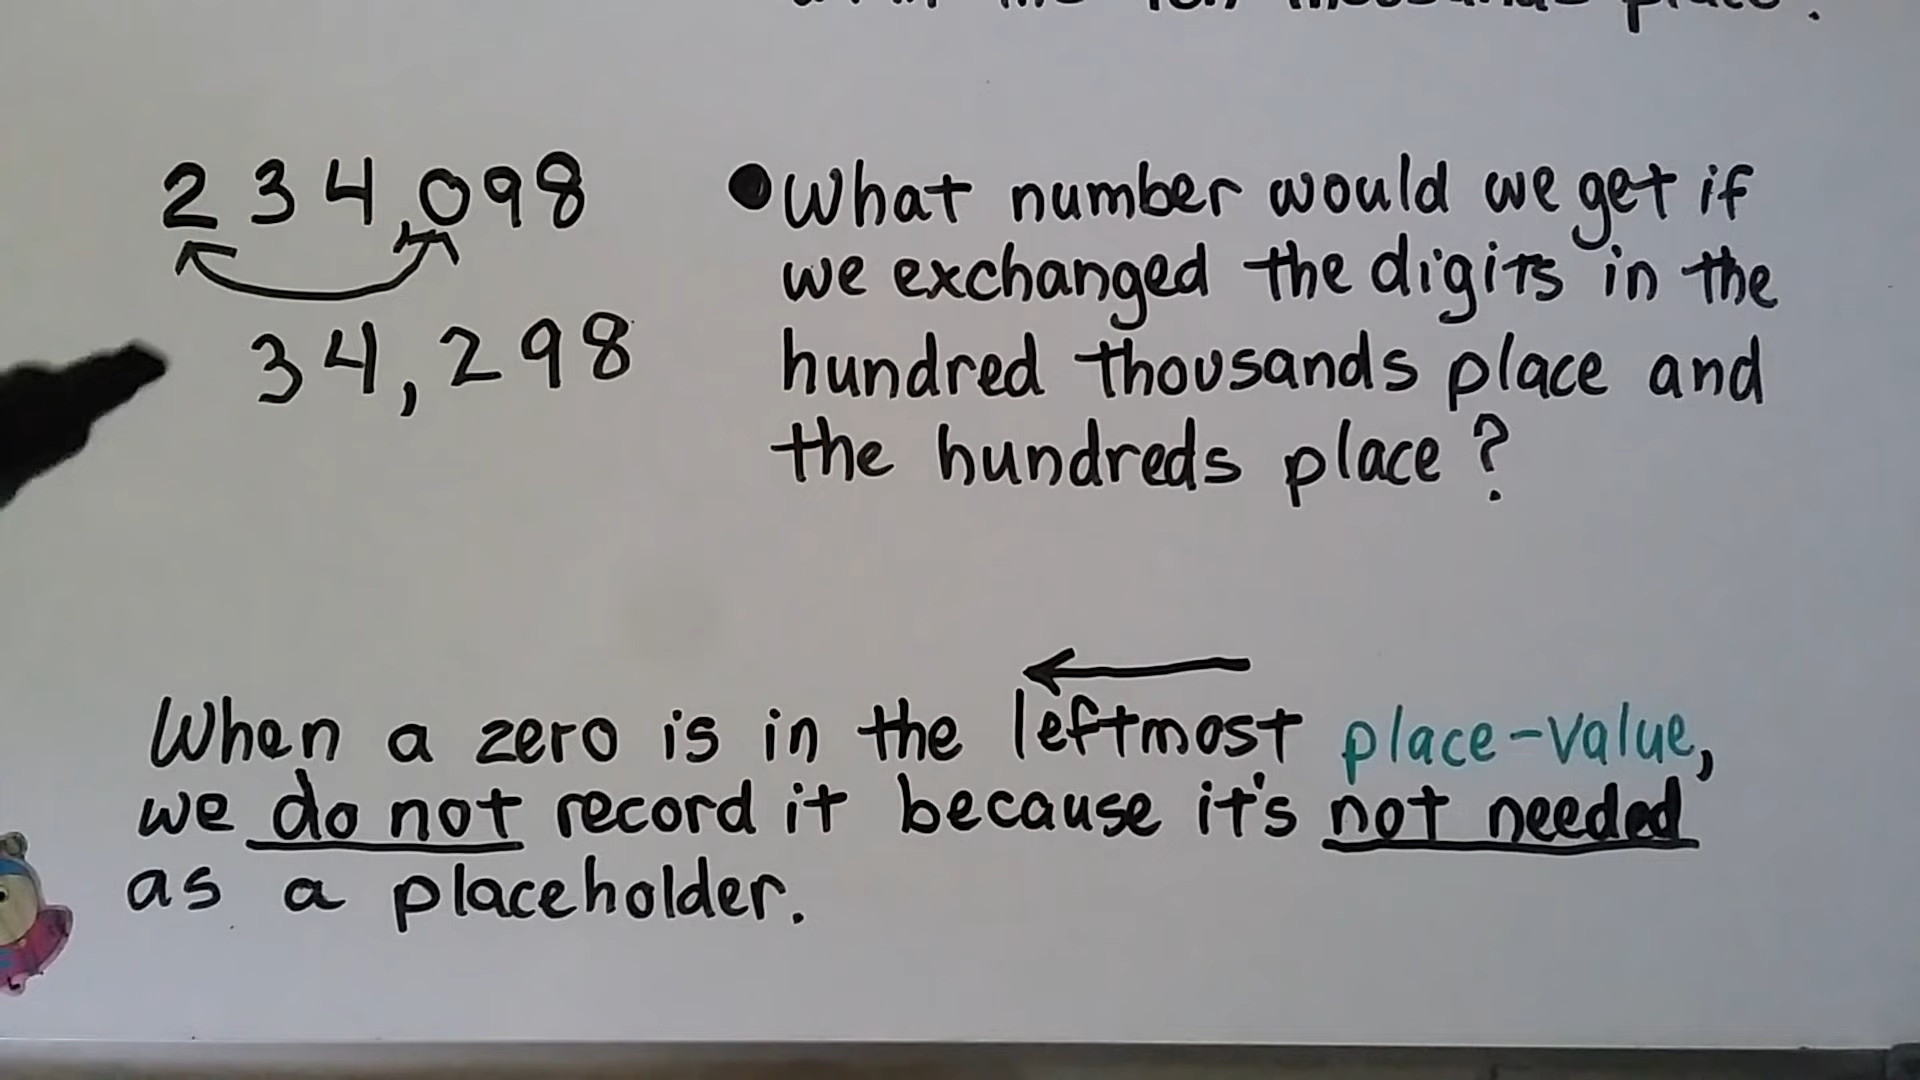 thousands place.
234,098
34,298
•What number would we get if
we exchanged the digits in the
hundred thousands place and
the hundreds place?
When a zero is in the leftmost place-value,
we do not record it because it's not needed
as a placeholder.